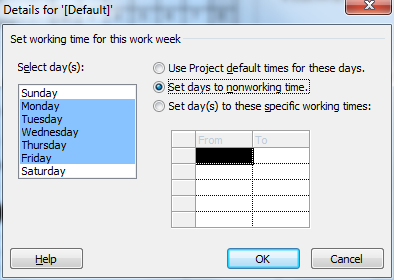 Details for '[Default]'
Set working time for this work week
Select day(s):
Sunday
Monday
Tuesday
Wednesday
Thursday
Friday
Saturday
Use Project default times for these days.
Set days to nonworking time.
Set day(s) to these specific working times:
From To
Help OK Cancel